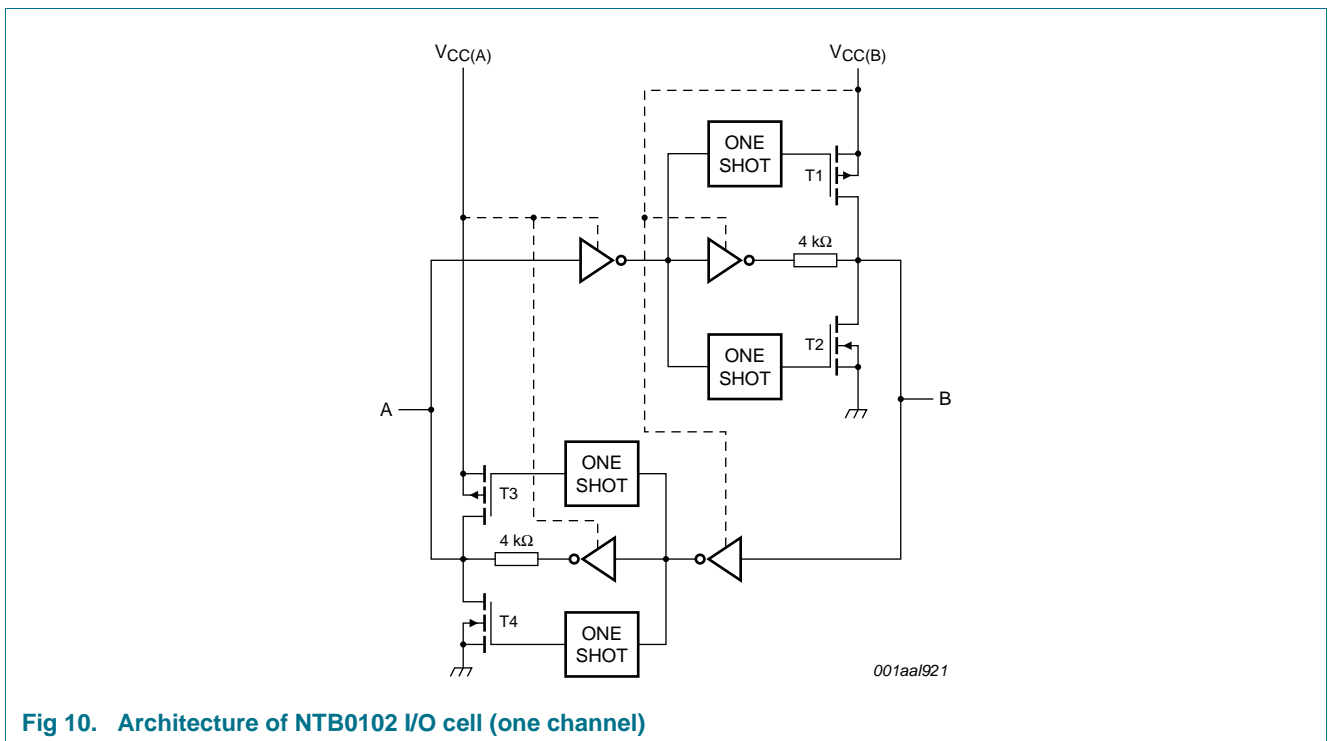 VCC(A)
VCC(B)
ONE
SHOT
T1
4 kΩ
ONE
SHOT
T2
A
B
ONE
SHOT
T3
4 kΩ
T4
ONE
SHOT
001aal921
Fig 10. Architecture of NTB0102 I/O cell (one channel)